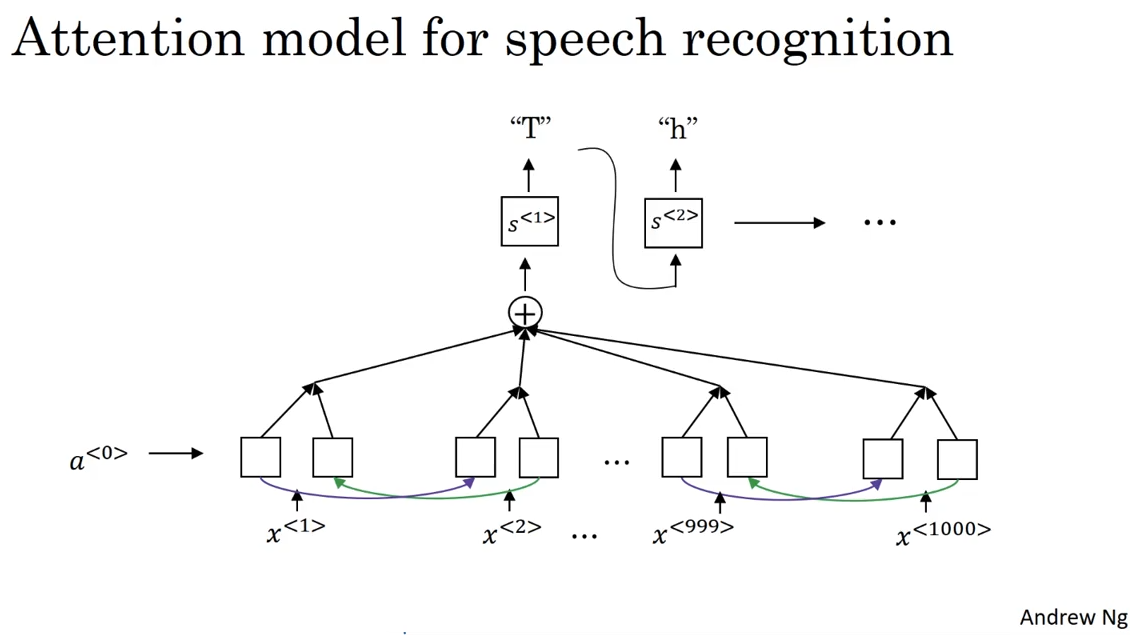 Attention model for speech recognition
“T” “h”
s<1> s<2> …
+
a<0> …
x<1> x<2> … x<999> x<1000>
Andrew Ng